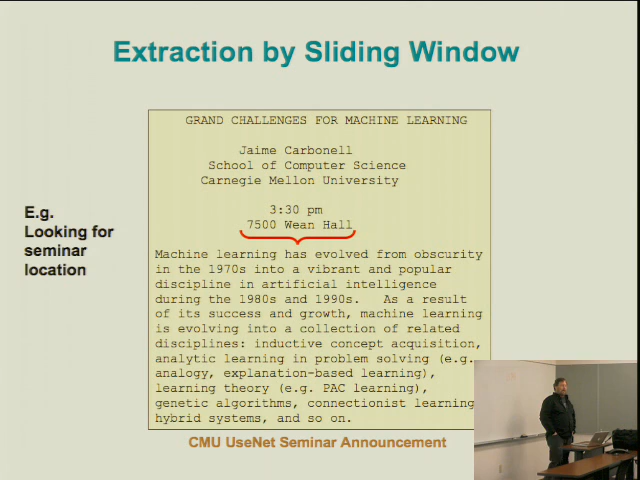 Extraction by Sliding Window
GRAND CHALLENGES FOR MACHINE LEARNING
Jaime Carbonell
School of Computer Science
Carnegie Mellon University
3:30 pm
7500 Wean Hall
E.g.
Looking for
seminar
location
Machine learning has evolved from obscurity
in the 1970s into a vibrant and popular
discipline in artificial intelligence
during the 1980s and 1990s. As a result
of its success and growth, machine learning
is evolving into a collection of related
disciplines: inductive concept acquisition,
analytic learning in problem solving (e.g.
analogy, explanation-based learning),
learning theory (e.g. PAC learning),
genetic algorithms, connectionist learning
hybrid systems, and so on.
CMU UseNet Seminar Announcement